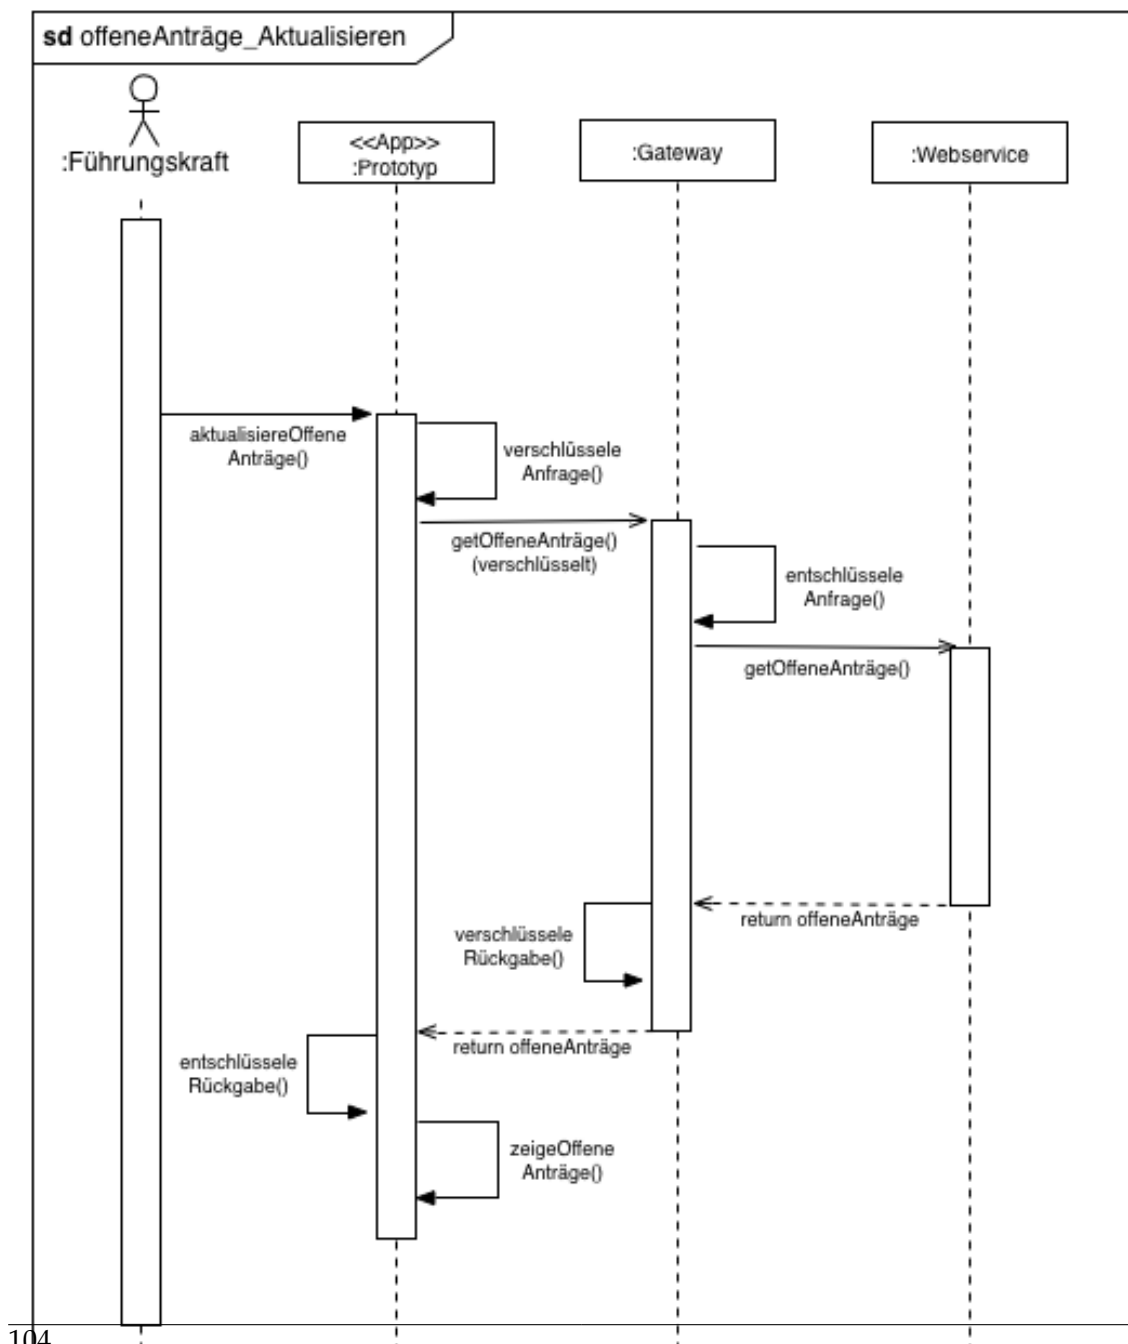 sd offeneAnträge_Aktualisieren
:Führungskraft
<<App>>
:Prototyp
:Gateway
:Webservice
aktualisiereOffene
Anträge()
verschlüssele
Anfrage()
getOffeneAnträge()
(verschlüsselt)
entschlüssele
Anfrage()
getOffeneAnträge()
return offeneAnträge
verschlüssele
Rückgabe()
return offeneAnträge
entschlüssele
Rückgabe()
zeigeOffene
Anträge()
104